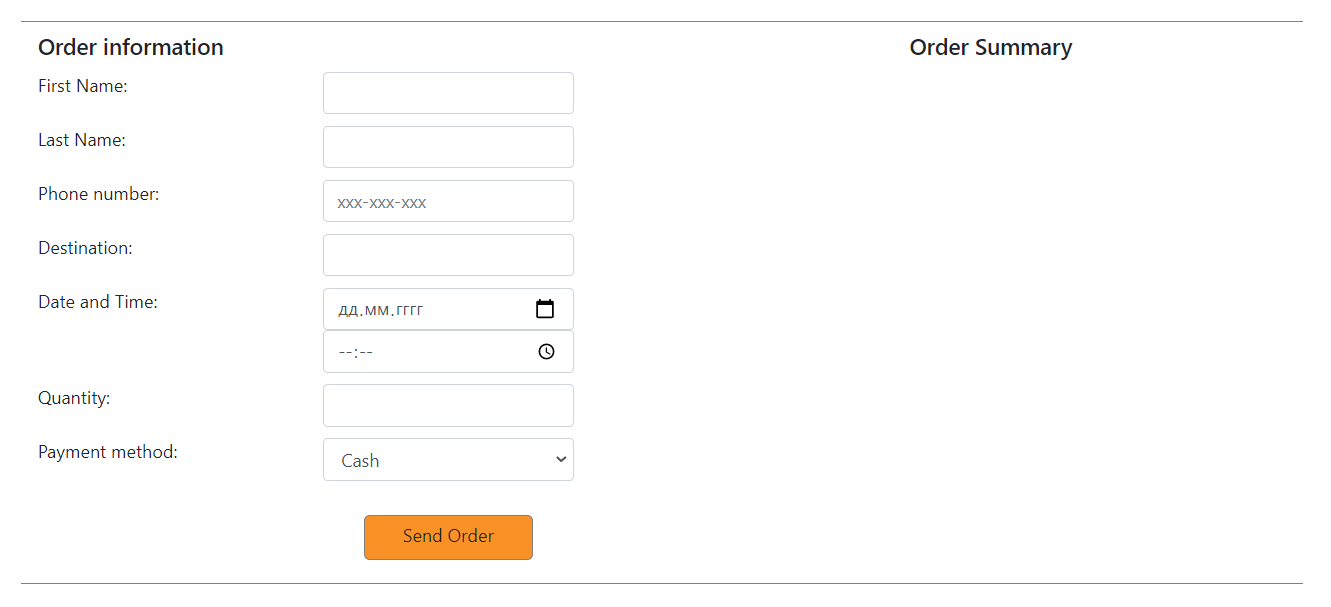 Order information
Order Summary
First Name:
Last Name:
Phone number:
xxx-xxx-xxx
Destination:
Date and Time:
дд.мм.гггг
--:--
Quantity:
Payment method:
Cash
Send Order